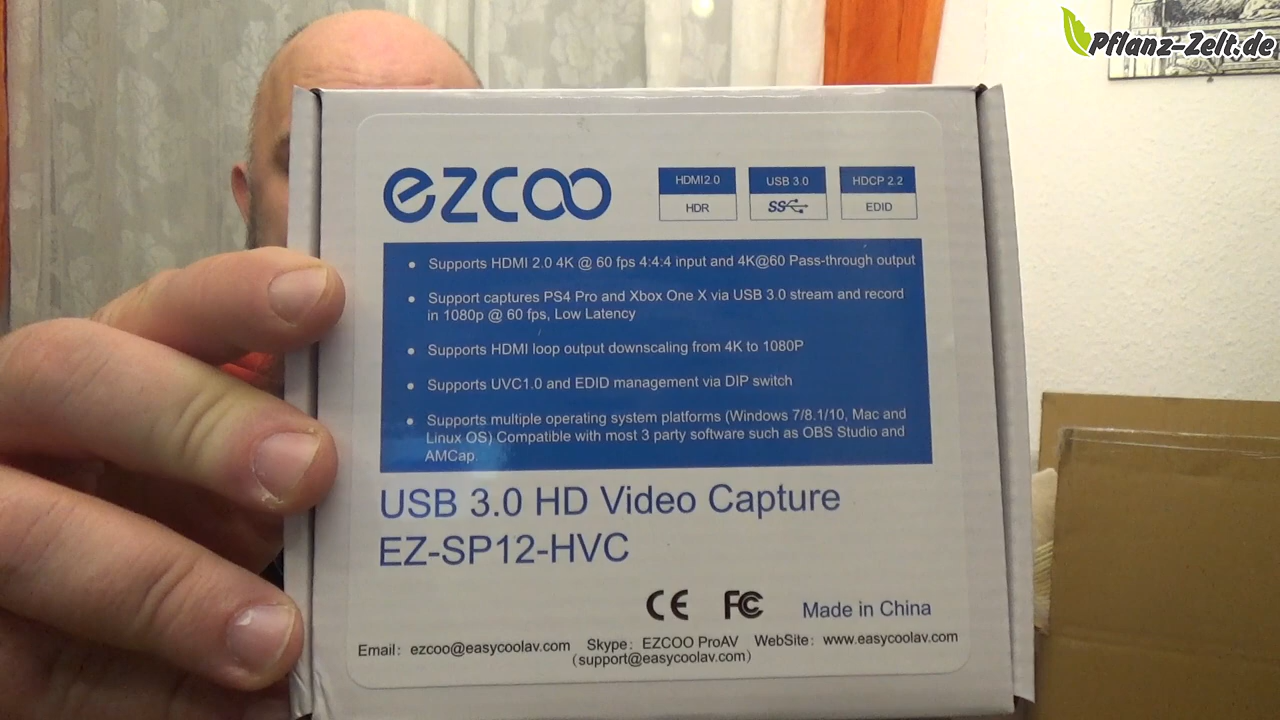 Pflanz-Zelt.de
ezcoo
HDMI2.0
HDR
USB 3.0
SS
HDCP 2.2
EDID
• Supports HDMI 2.0 4K @ 60 fps 4:4:4 input and 4K@60 Pass-through output
• Support captures PS4 Pro and Xbox One X via USB 3.0 stream and record
in 1080p @ 60 fps, Low Latency
• Supports HDMI loop output downscaling from 4K to 1080P
• Supports UVC1.0 and EDID management via DIP switch
• Supports multiple operating system platforms (Windows 7/8.1/10, Mac and
Linux OS) Compatible with most 3 party software such as OBS Studio and
AMCap.
USB 3.0 HD Video Capture
EZ-SP12-HVC
CE FC Made in China
Email: ezcoo@easycoolav.com Skype: EZCOO ProAV WebSite: www.easycoolav.com
(support@easycoolav.com)